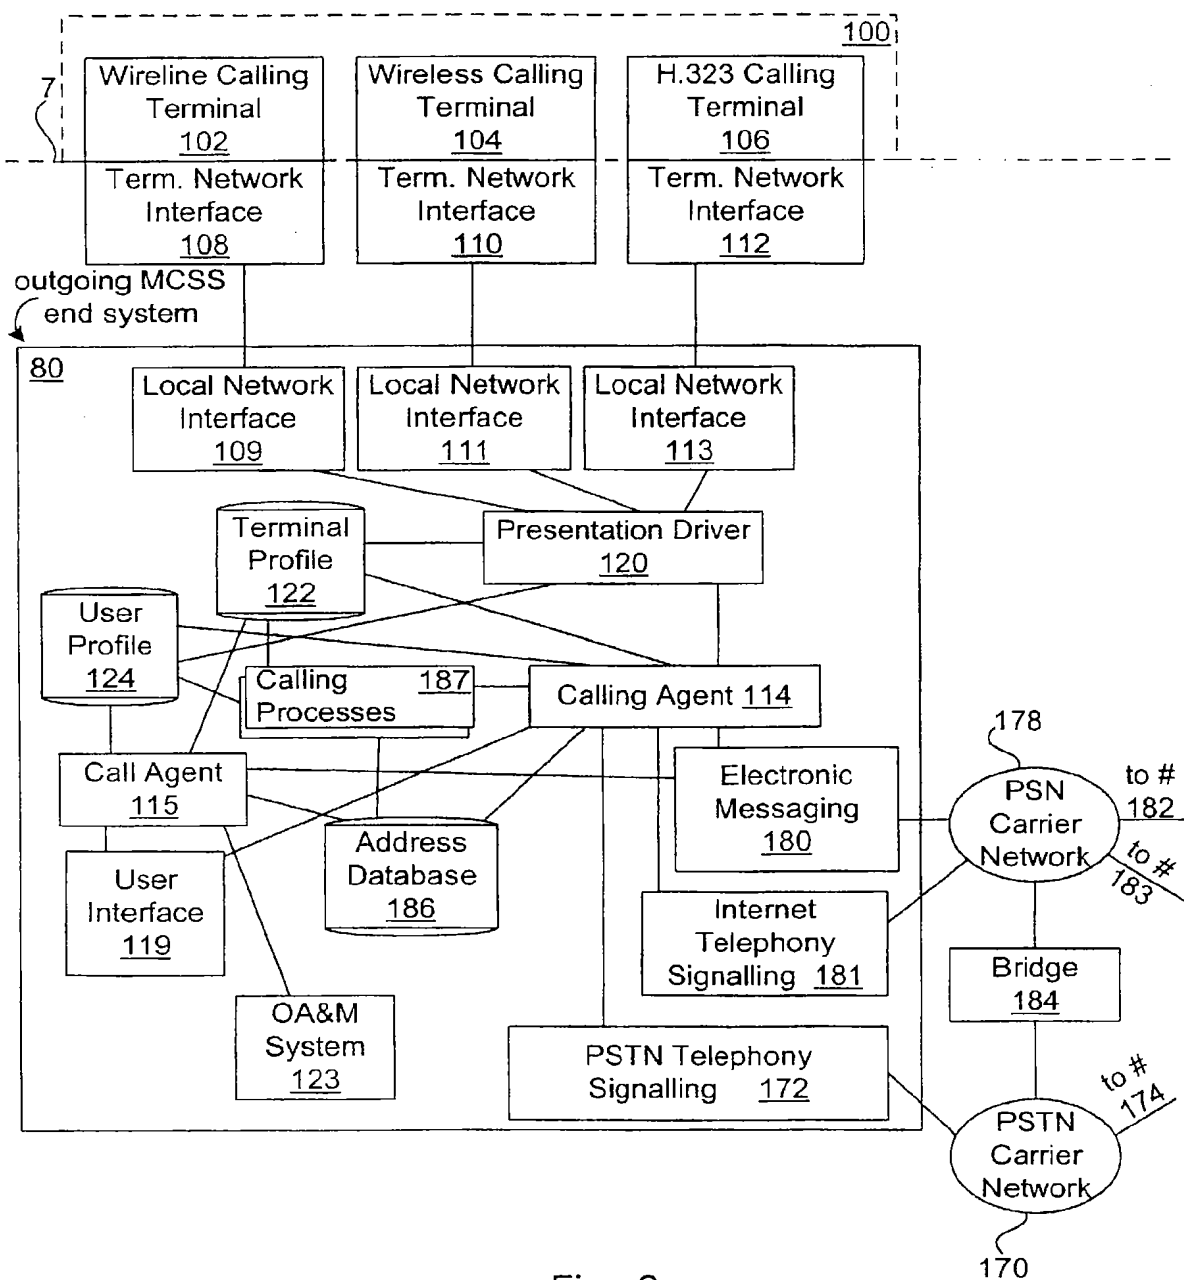 100
7
Wireline Calling
Terminal
102
Wireless Calling
Terminal
104
H.323 Calling
Terminal
106
Term. Network
Interface
108
Term. Network
Interface
110
Term. Network
Interface
112
outgoing MCSS
end system
80
Local Network
Interface
109
Local Network
Interface
111
Local Network
Interface
113
Terminal
Profile
122
Presentation Driver
120
User
Profile
124
Calling 187
Processes
Calling Agent 114
178
Call Agent
115
Electronic
Messaging
180
PSN
Carrier
Network
to #
182
to #
183
Address
Database
186
User
Interface
119
Internet
Telephony
Signalling 181
Bridge
184
OA&M
System
123
PSTN Telephony
Signalling 172
to #
174
PSTN
Carrier
Network
170